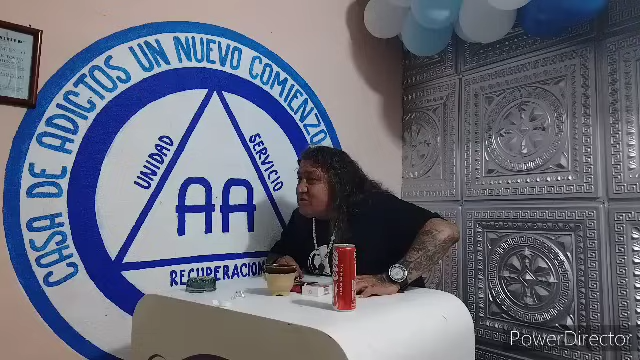 CASA DE ADICTOS UN NUEVO COMIENZO
UNIDAD
SERVICIO
AA
RECUPERACION
PowerDirector